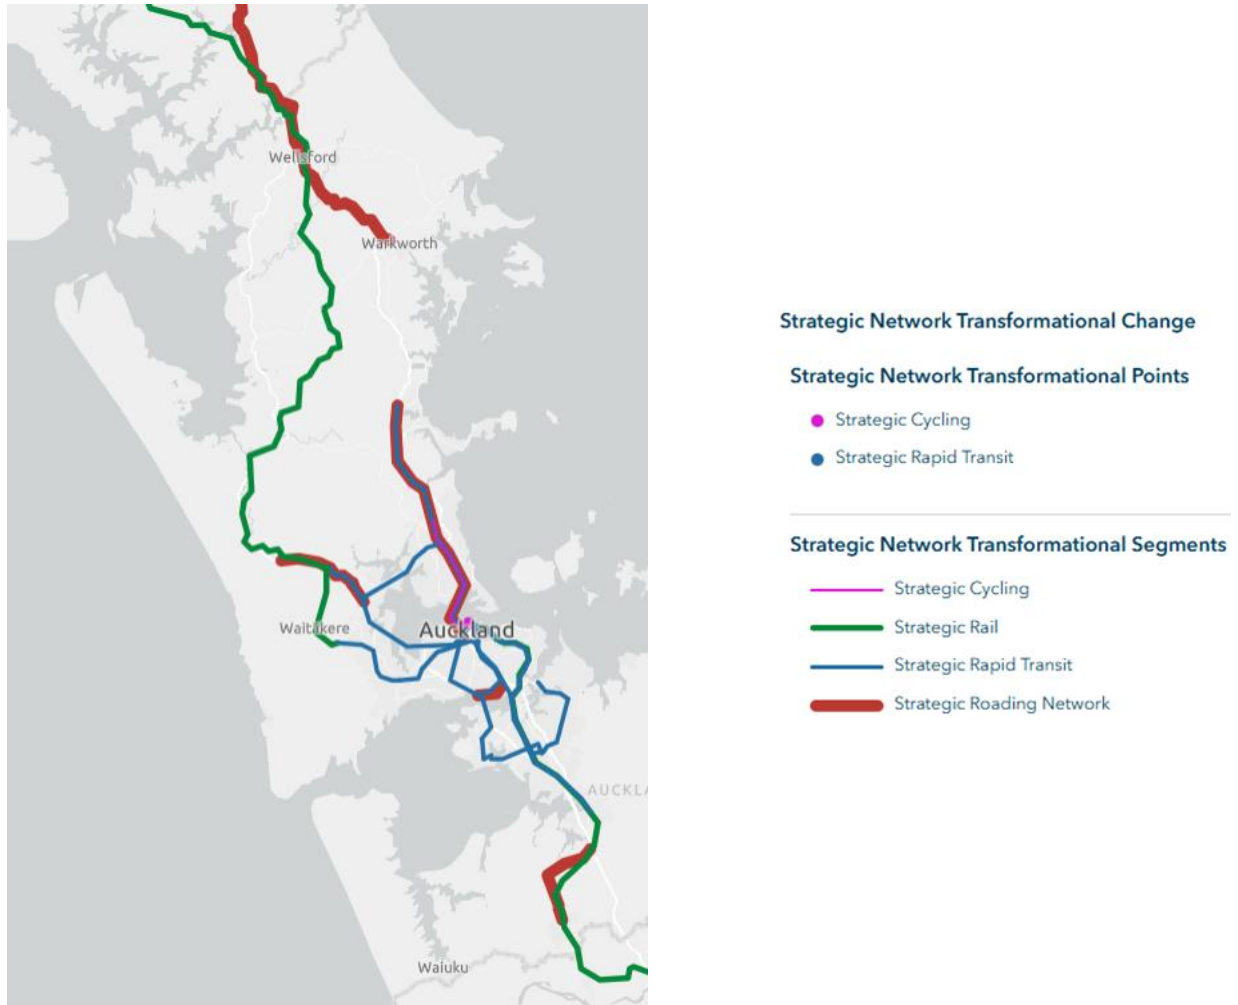 Wellsford
Warkworth
Waitākere
Auckland
AUCKLA
Waiuku
Strategic Network Transformational Change
Strategic Network Transformational Points
Strategic Cycling
Strategic Rapid Transit
Strategic Network Transformational Segments
Strategic Cycling
Strategic Rail
Strategic Rapid Transit
Strategic Roading Network